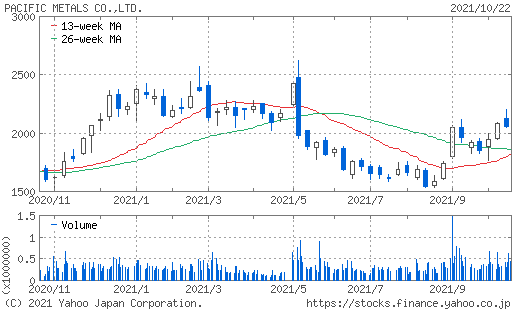 PACIFIC METALS CO.,LTD. 2021/10/22
3000
13-week MA
26-week MA
2500
2000
1500
2020/11 2021/1 2021/3 2021/5 2021/7 2021/9
1.5
Volume
1
0.5
0
(x1000000)
2020/11 2021/1 2021/3 2021/5 2021/7 2021/9
(C) 2021 Yahoo Japan Corporation. https://stocks.finance.yahoo.co.jp/